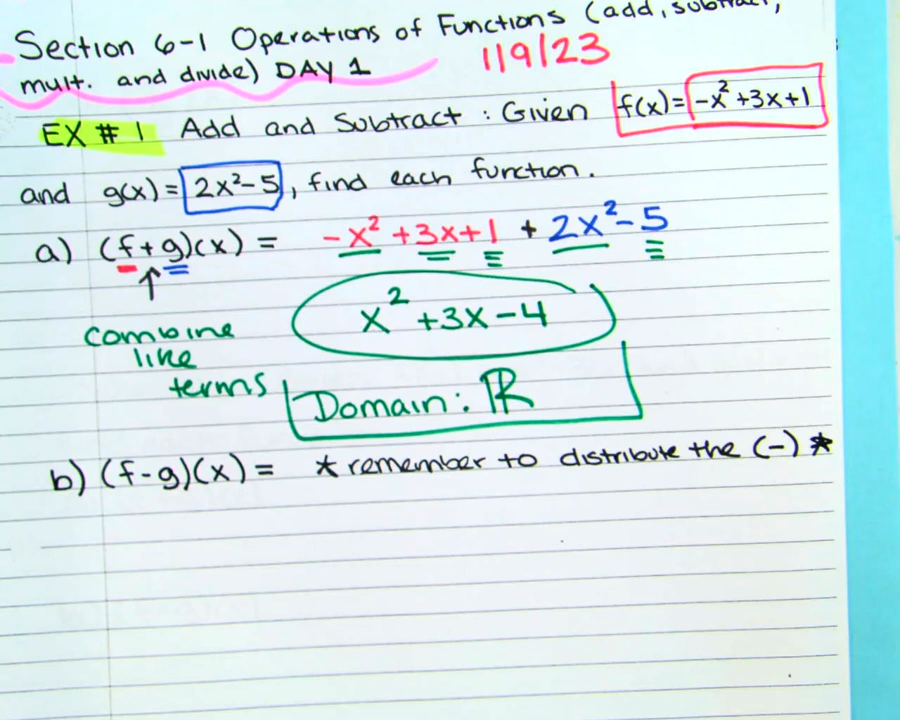 Section 6-1 Operations of Functions (add, subtract,
mult. and divide) DAY 1 1/9/23
EX # 1 Add and Subtract : Given f(x) = -x² + 3x + 1
and g(x) = 2x² - 5, find each function.
a) (f + g)(x) = -x² + 3x + 1 + 2x² - 5
x² + 3x - 4
combine
like
terms
Domain : ℝ
b) (f - g)(x) = * remember to distribute the (-) *